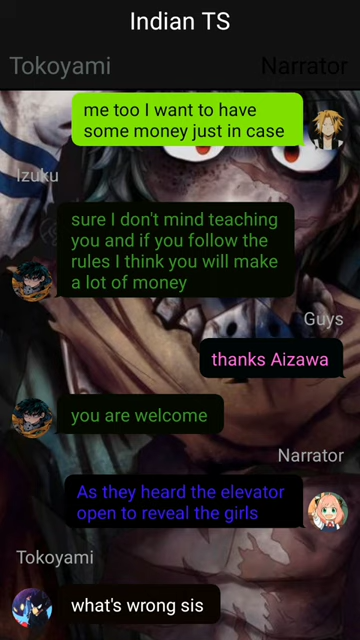 Indian TS
Tokoyami
Narrator
me too I want to have
some money just in case
Izuku
sure I don't mind teaching
you and if you follow the
rules I think you will make
a lot of money
Guys
thanks Aizawa
you are welcome
Narrator
As they heard the elevator
open to reveal the girls
Tokoyami
what's wrong sis